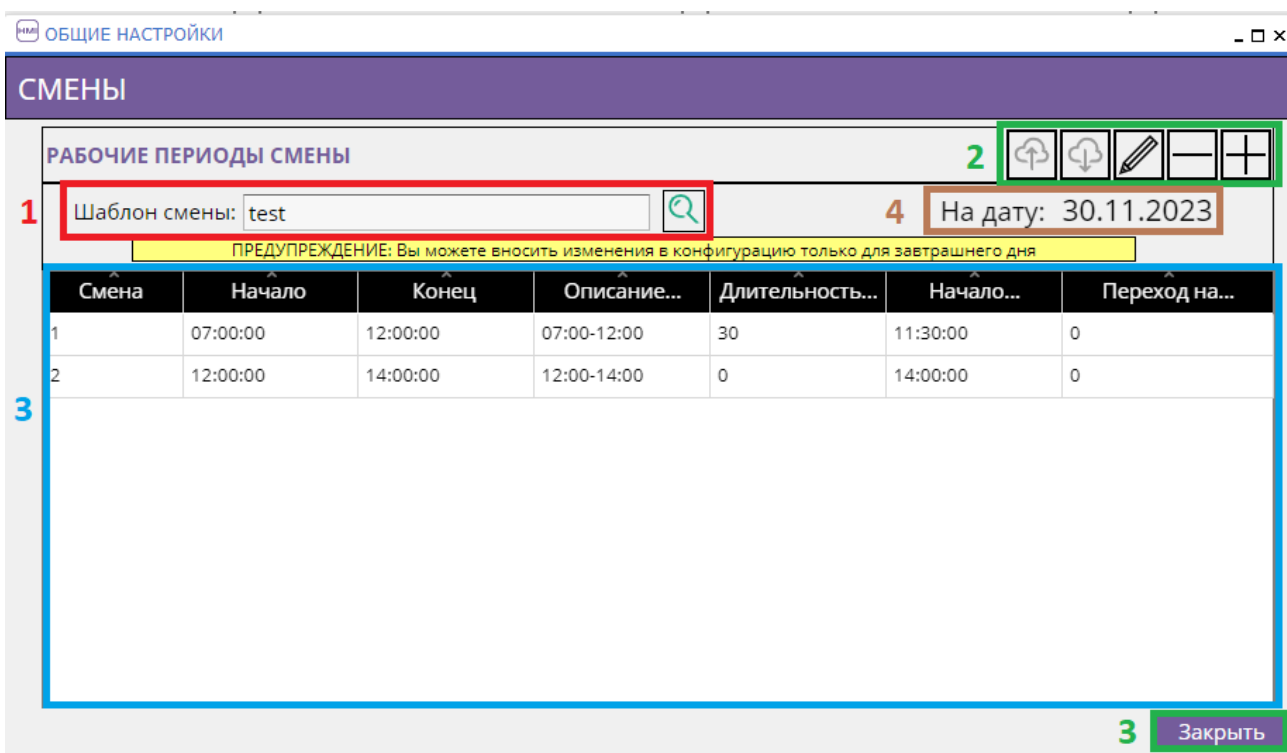 HMI ОБЩИЕ НАСТРОЙКИ
СМЕНЫ
РАБОЧИЕ ПЕРИОДЫ СМЕНЫ 2
1 Шаблон смены: test 4 На дату: 30.11.2023
ПРЕДУПРЕЖДЕНИЕ: Вы можете вносить изменения в конфигурацию только для завтрашнего дня
Смена Начало Конец Описание... Длительность... Начало... Переход на...
1 07:00:00 12:00:00 07:00-12:00 30 11:30:00 0
2 12:00:00 14:00:00 12:00-14:00 0 14:00:00 0
3
3 Закрыть